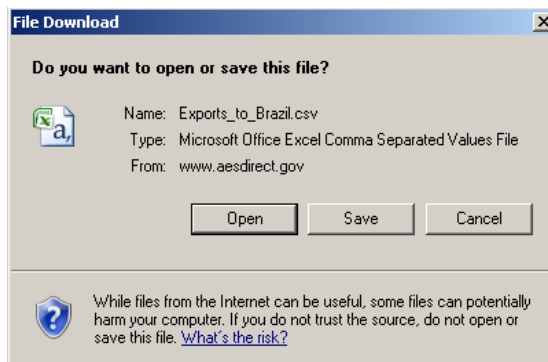 File Download
Do you want to open or save this file?
Name: Exports_to_Brazil.csv
Type: Microsoft Office Excel Comma Separated Values File
From: www.aesdirect.gov
Open Save Cancel
While files from the Internet can be useful, some files can potentially
harm your computer. If you do not trust the source, do not open or
save this file. What's the risk?